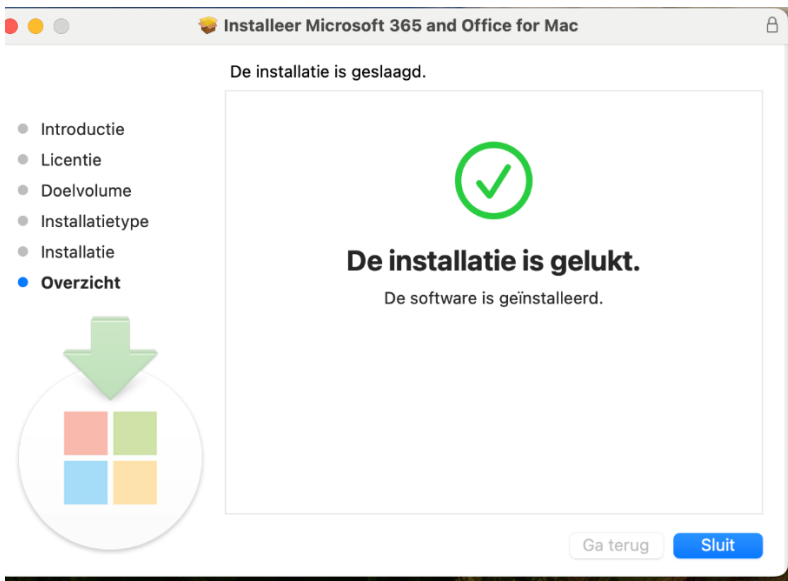 Installeer Microsoft 365 and Office for Mac
De installatie is geslaagd.
Introductie
Licentie
Doelvolume
Installatietype
Installatie
Overzicht
De installatie is gelukt.
De software is geïnstalleerd.
Ga terug
Sluit